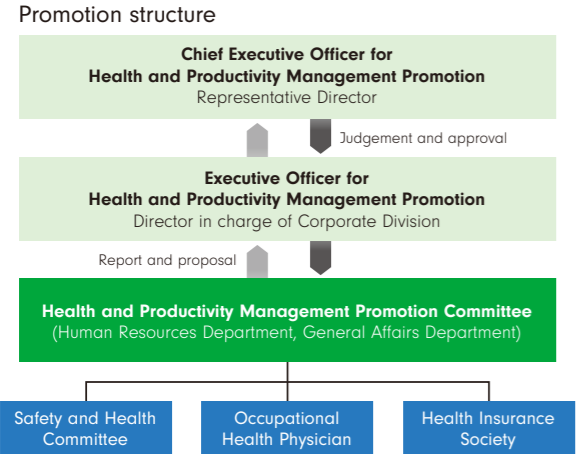 Promotion structure
Chief Executive Officer for
Health and Productivity Management Promotion
Representative Director
Judgement and approval
Executive Officer for
Health and Productivity Management Promotion
Director in charge of Corporate Division
Report and proposal
Health and Productivity Management Promotion Committee
(Human Resources Department, General Affairs Department)
Safety and Health
Committee
Occupational
Health Physician
Health Insurance
Society